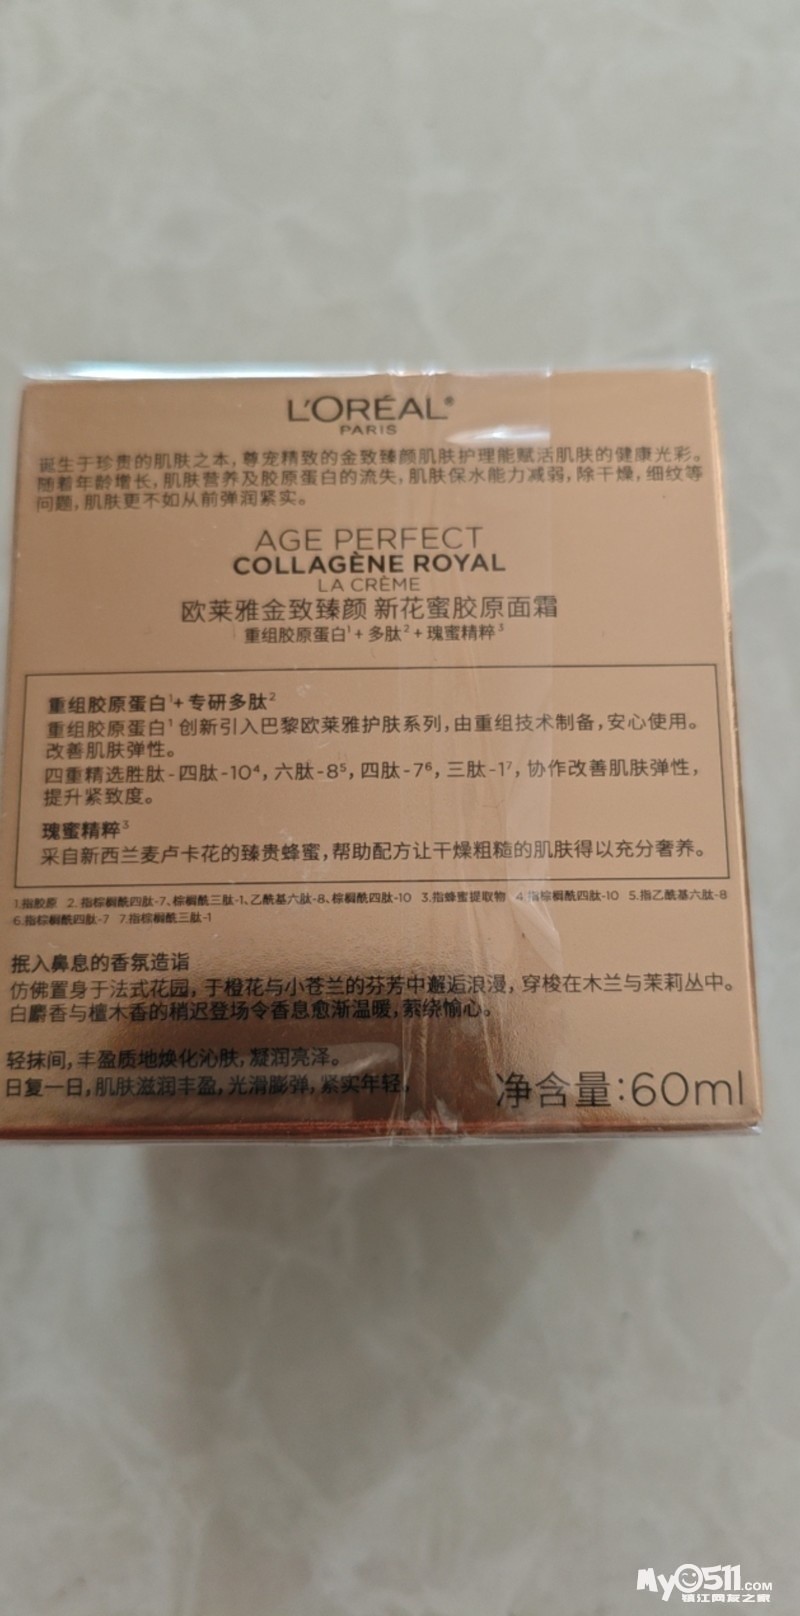 L'ORÉAL®
PARIS
诞生于珍贵的肌肤之本，尊宠精致的金致臻颜肌肤护理能赋活肌肤的健康光彩。
随着年龄增长，肌肤营养及胶原蛋白的流失，肌肤保水能力减弱，除干燥，细纹等
问题，肌肤更不如从前弹润紧实。
AGE PERFECT
COLLAGÈNE ROYAL
LA CRÈME
欧莱雅金致臻颜 新花蜜胶原面霜
重组胶原蛋白¹+多肽²+瑰蜜精粹³
重组胶原蛋白¹+专研多肽²
重组胶原蛋白¹创新引入巴黎欧莱雅护肤系列，由重组技术制备，安心使用。
改善肌肤弹性。
四重精选胜肽-四肽-10⁴，六肽-8⁵，四肽-7⁶，三肽-1⁷，协作改善肌肤弹性，
提升紧致度。
瑰蜜精粹³
采自新西兰麦卢卡花的臻贵蜂蜜，帮助配方让干燥粗糙的肌肤得以充分奢养。
1.指胶原 2.指棕榈酰四肽-7、棕榈酰三肽-1、乙酰基六肽-8、棕榈酰四肽-10 3.指蜂蜜提取物 4.指棕榈酰四肽-10 5.指乙酰基六肽-8
6.指棕榈酰四肽-7 7.指棕榈酰三肽-1
抿入鼻息的香氛造诣
仿佛置身于法式花园，于橙花与小苍兰的芬芳中邂逅浪漫，穿梭在木兰与茉莉丛中。
白麝香与檀木香的稍迟登场令香息愈渐温暖，萦绕愉心。
轻抹间，丰盈质地焕化沁肤，凝润亮泽。
日复一日，肌肤滋润丰盈，光滑膨弹，紧实年轻。
净含量：60ml
My0511.COM
镇江网友之家